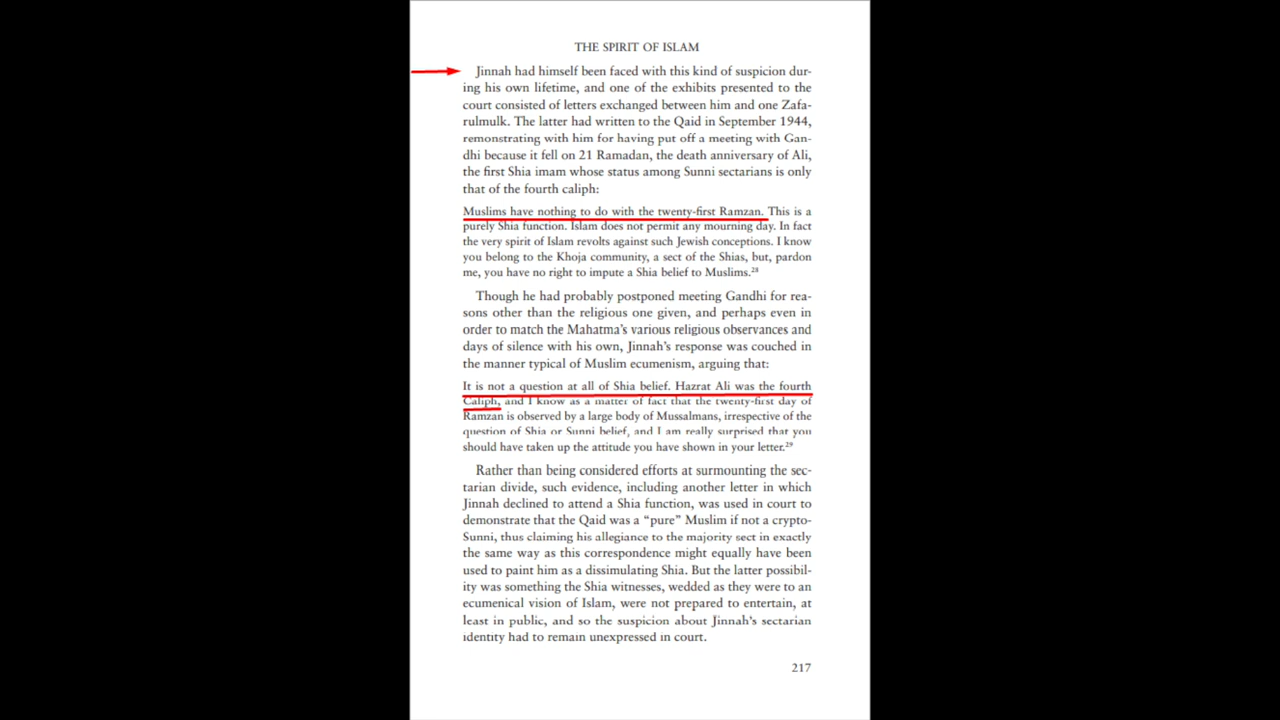 THE SPIRIT OF ISLAM
Jinnah had himself been faced with this kind of suspicion dur-
ing his own lifetime, and one of the exhibits presented to the
court consisted of letters exchanged between him and one Zafa-
rulmulk. The latter had written to the Qaid in September 1944,
remonstrating with him for having put off a meeting with Gan-
dhi because it fell on 21 Ramadan, the death anniversary of Ali,
the first Shia imam whose status among Sunni sectarians is only
that of the fourth caliph:
Muslims have nothing to do with the twenty-first Ramzan. This is a
purely Shia function. Islam does not permit any mourning day. In fact
the very spirit of Islam revolts against such Jewish conceptions. I know
you belong to the Khoja community, a sect of the Shias, but, pardon
me, you have no right to impute a Shia belief to Muslims.28
Though he had probably postponed meeting Gandhi for rea-
sons other than the religious one given, and perhaps even in
order to match the Mahatma's various religious observances and
days of silence with his own, Jinnah's response was couched in
the manner typical of Muslim ecumenism, arguing that:
It is not a question at all of Shia belief. Hazrat Ali was the fourth
Caliph, and I know as a matter of fact that the twenty-first day of
Ramzan is observed by a large body of Mussalmans, irrespective of the
question of Shia or Sunni belief, and I am really surprised that you
should have taken up the attitude you have shown in your letter.29
Rather than being considered efforts at surmounting the sec-
tarian divide, such evidence, including another letter in which
Jinnah declined to attend a Shia function, was used in court to
demonstrate that the Qaid was a "pure" Muslim if not a crypto-
Sunni, thus claiming his allegiance to the majority sect in exactly
the same way as this correspondence might equally have been
used to paint him as a dissimulating Shia. But the latter possibil-
ity was something the Shia witnesses, wedded as they were to an
ecumenical vision of Islam, were not prepared to entertain, at
least in public, and so the suspicion about Jinnah's sectarian
identity had to remain unexpressed in court.
217